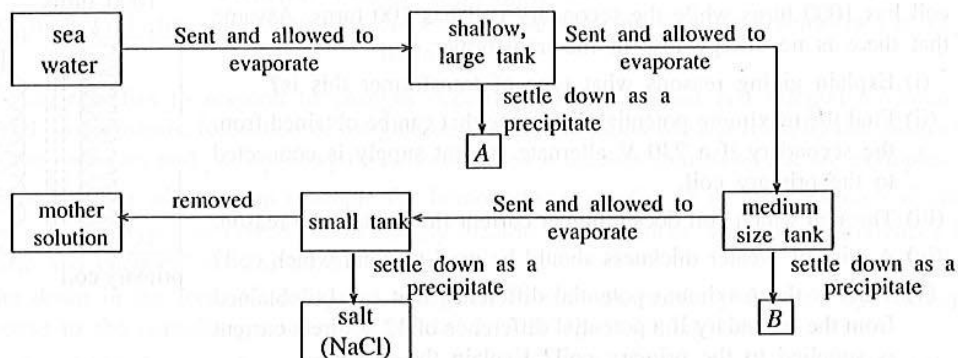 sea
water
Sent and allowed to
evaporate
shallow,
large tank
Sent and allowed to
evaporate
settle down as a
precipitate
A
mother
solution
removed
small tank
Sent and allowed to
evaporate
medium
size tank
settle down as a
precipitate
settle down as a
precipitate
salt
(NaCl)
B